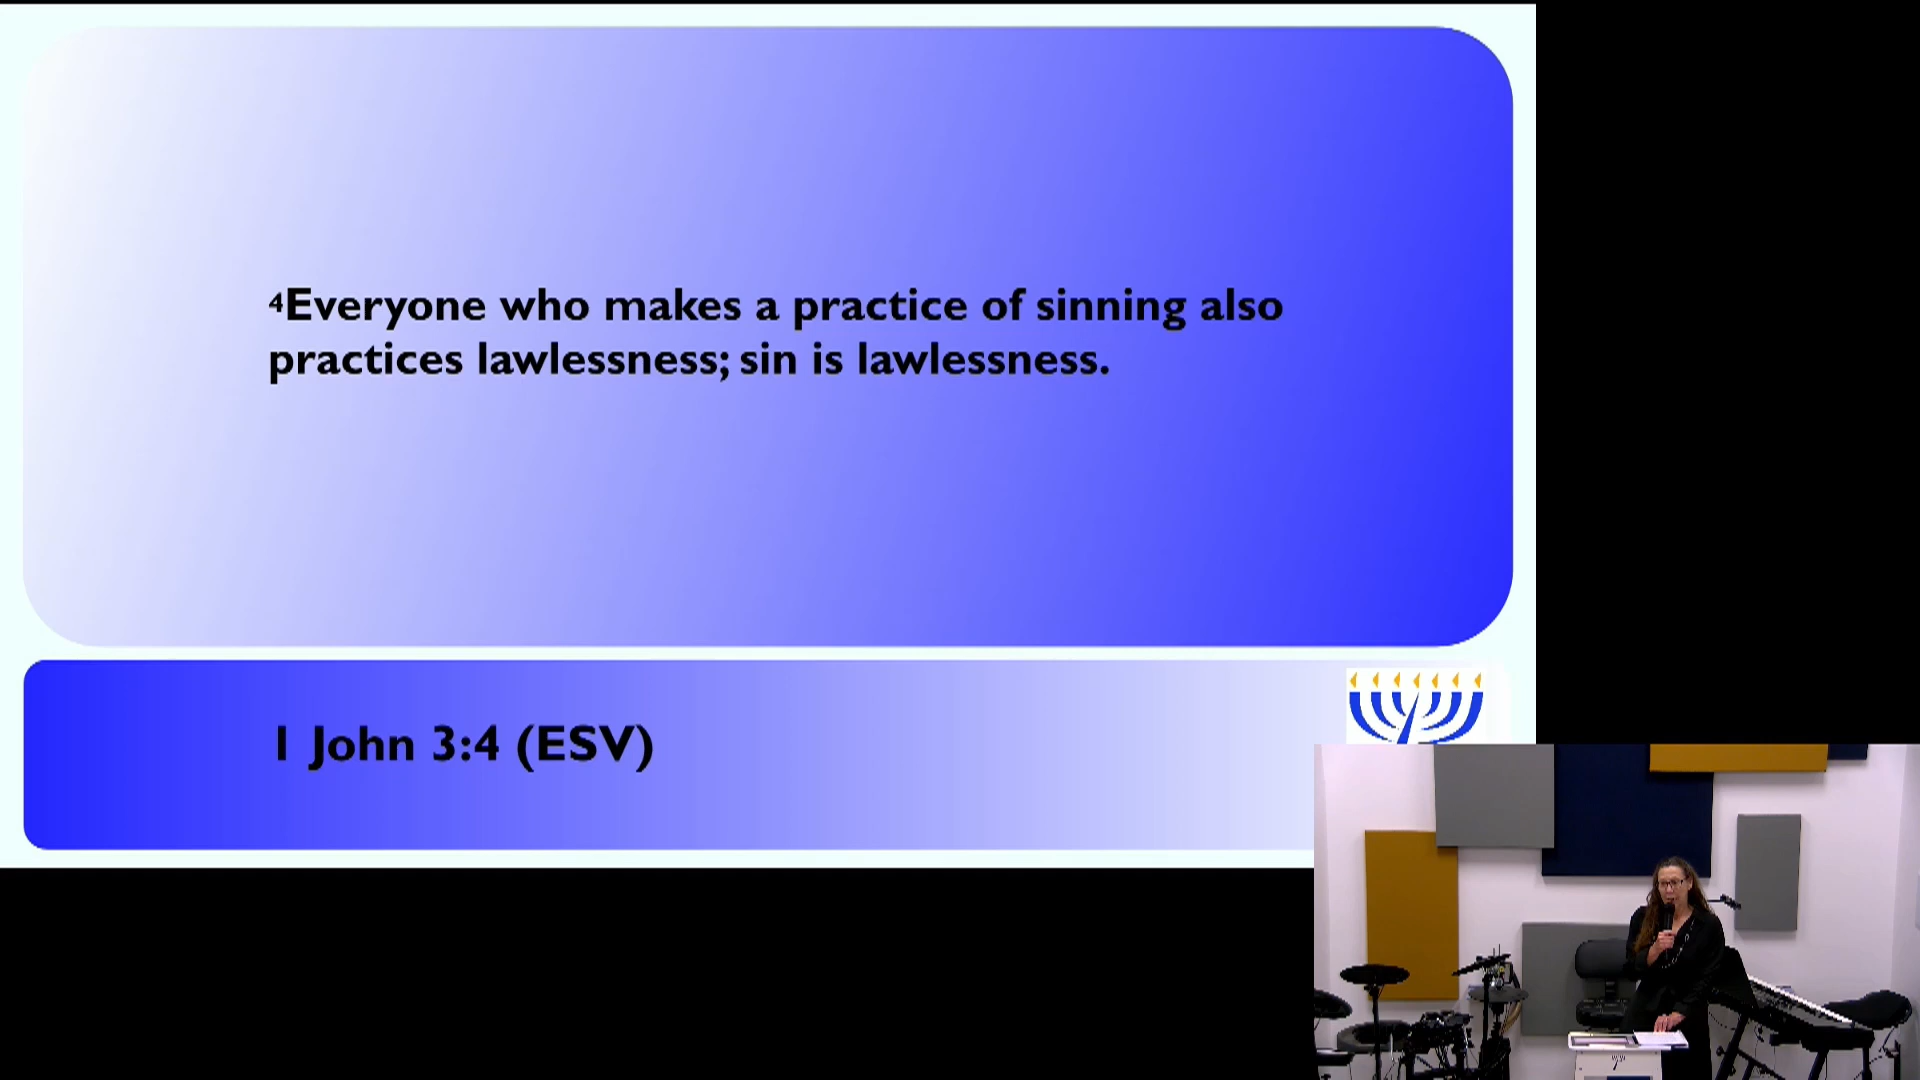 ⁴Everyone who makes a practice of sinning also
practices lawlessness; sin is lawlessness.
1 John 3:4 (ESV)